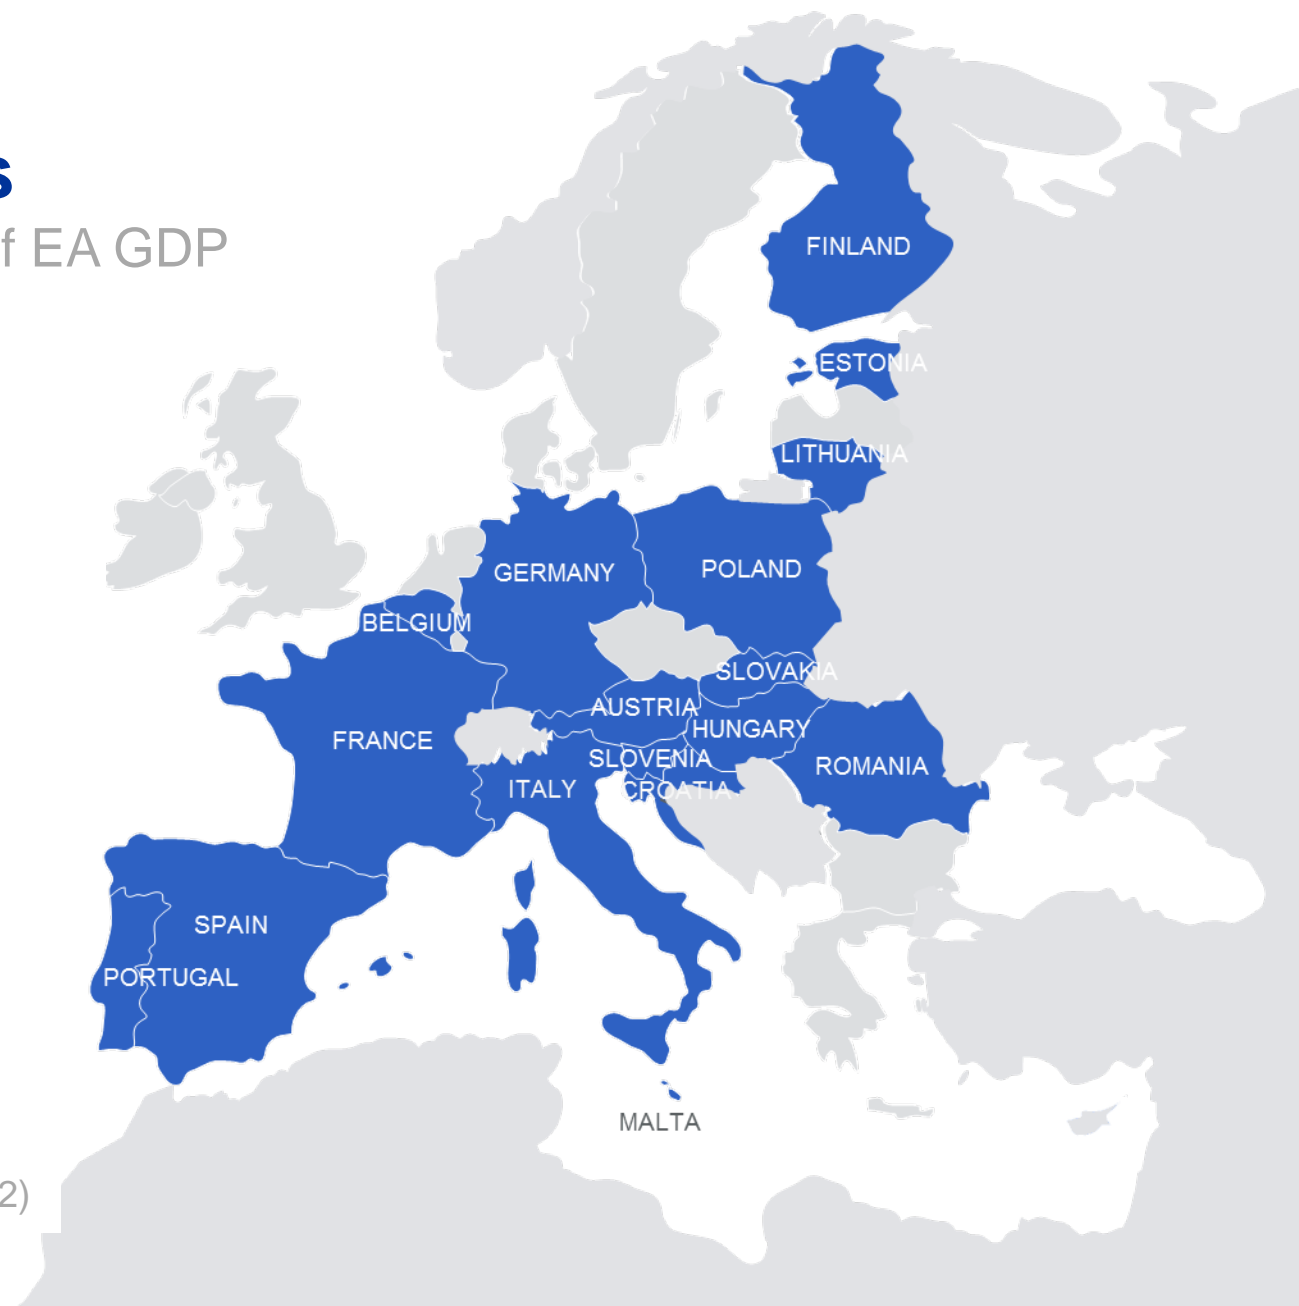 s
f EA GDP
FINLAND
ESTONIA
LITHUANIA
GERMANY
POLAND
BELGIUM
SLOVAKIA
AUSTRIA
HUNGARY
FRANCE
SLOVENIA
ROMANIA
ITALY
CROATIA
SPAIN
PORTUGAL
MALTA
2)